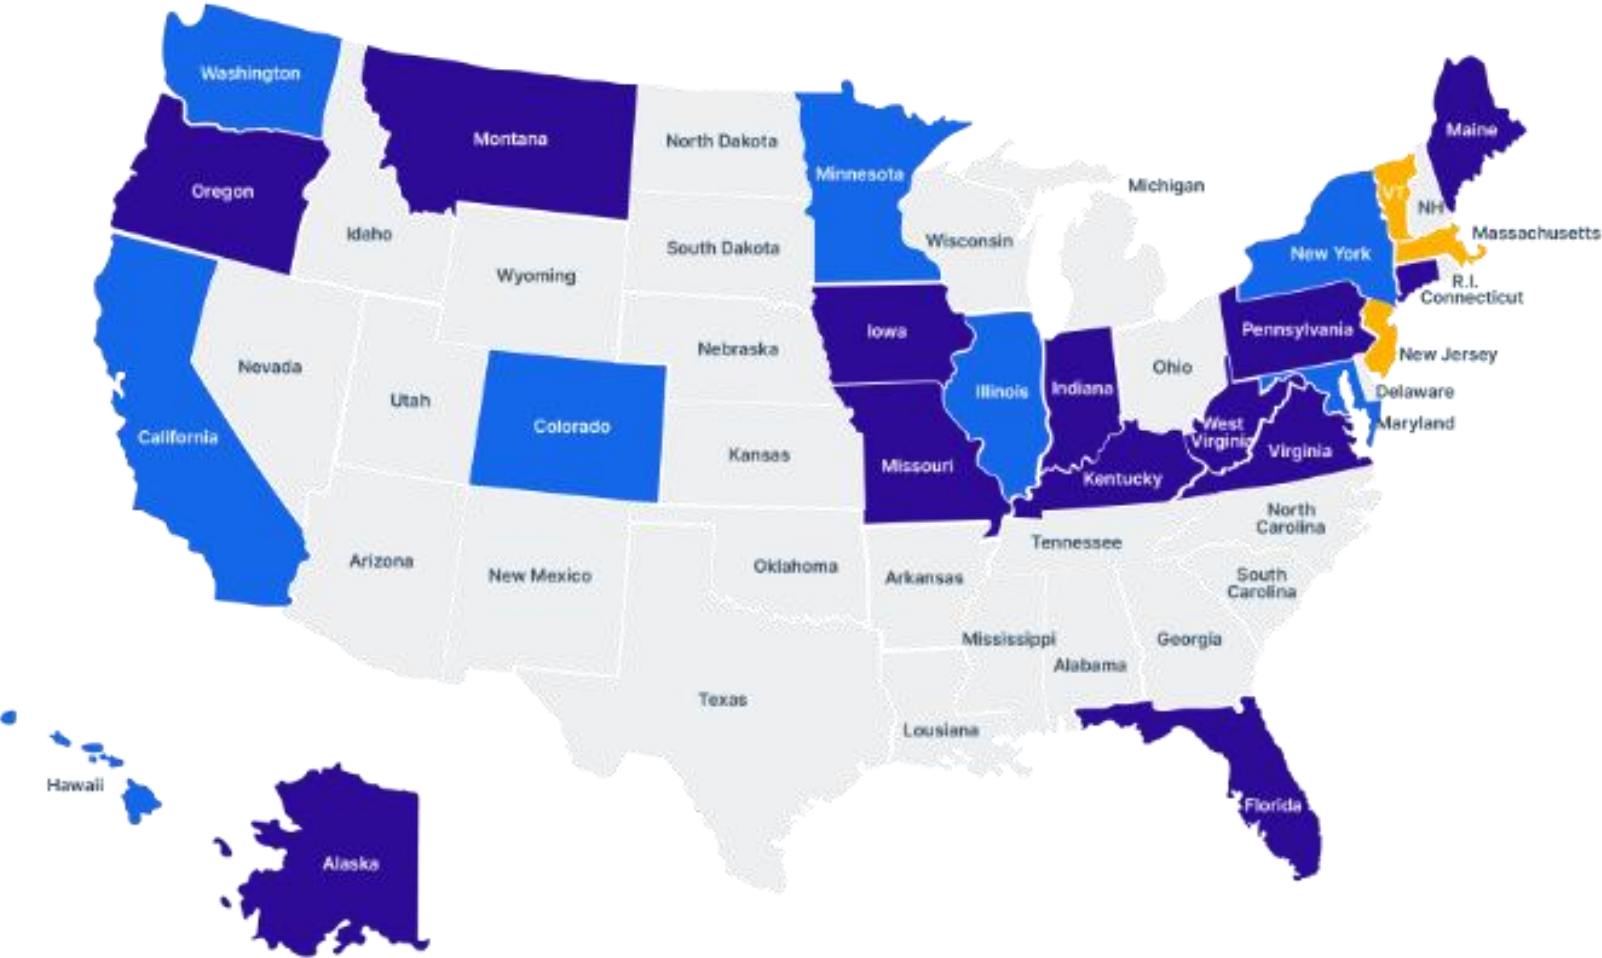 Washington
Montana
North Dakota
Minnesota
Michigan
Maine
Oregon
Idaho
Wyoming
South Dakota
Wisconsin
VT
NH
Massachusetts
New York
R.I.
Connecticut
Nevada
Utah
Colorado
Nebraska
Iowa
Illinois
Indiana
Ohio
Pennsylvania
New Jersey
Delaware
Maryland
California
Kansas
Missouri
Kentucky
West
Virginia
Virginia
Arizona
New Mexico
Oklahoma
Arkansas
Tennessee
North
Carolina
South
Carolina
Mississippi
Alabama
Georgia
Texas
Lousiana
Florida
Hawaii
Alaska